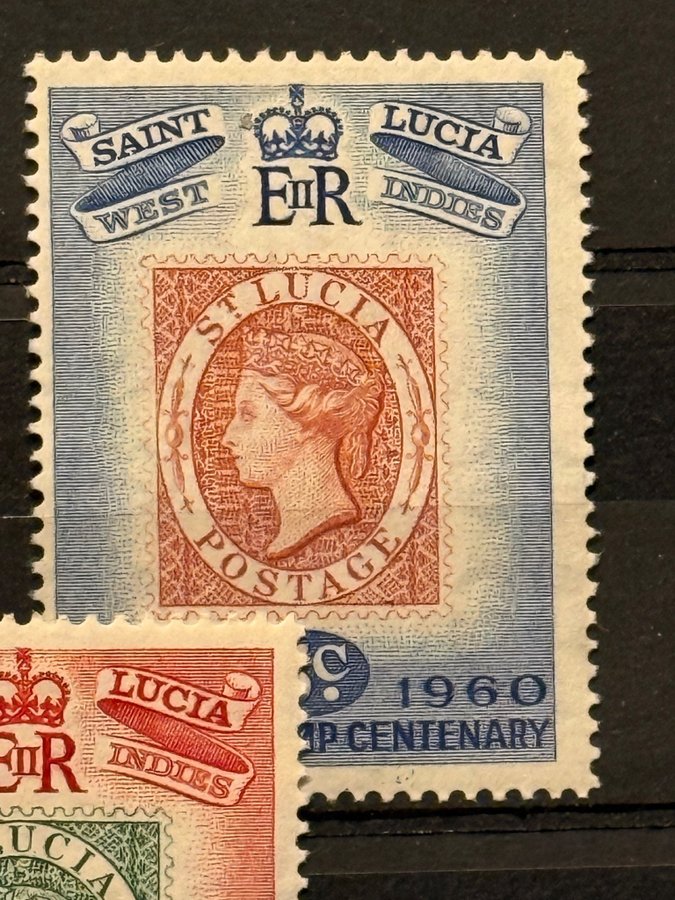 SAINT LUCIA
WEST INDIES
EIIR
ST LUCIA
POSTAGE
c.
1960
CENTENARY
LUCIA
INDIES
EIIR
LUCIA